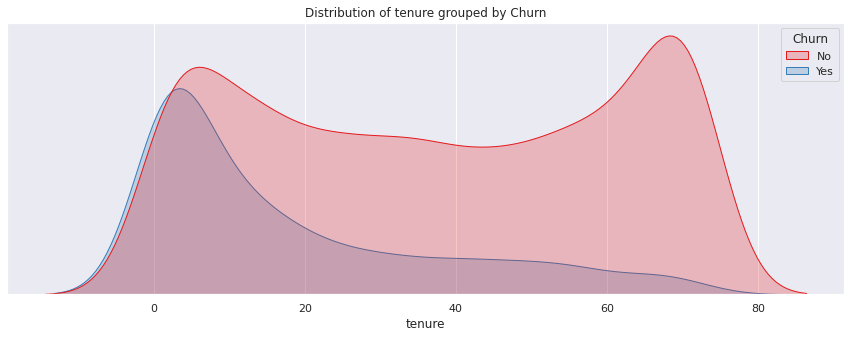 Distribution of tenure grouped by Churn
Churn
No
Yes
0 20 40 60 80
tenure